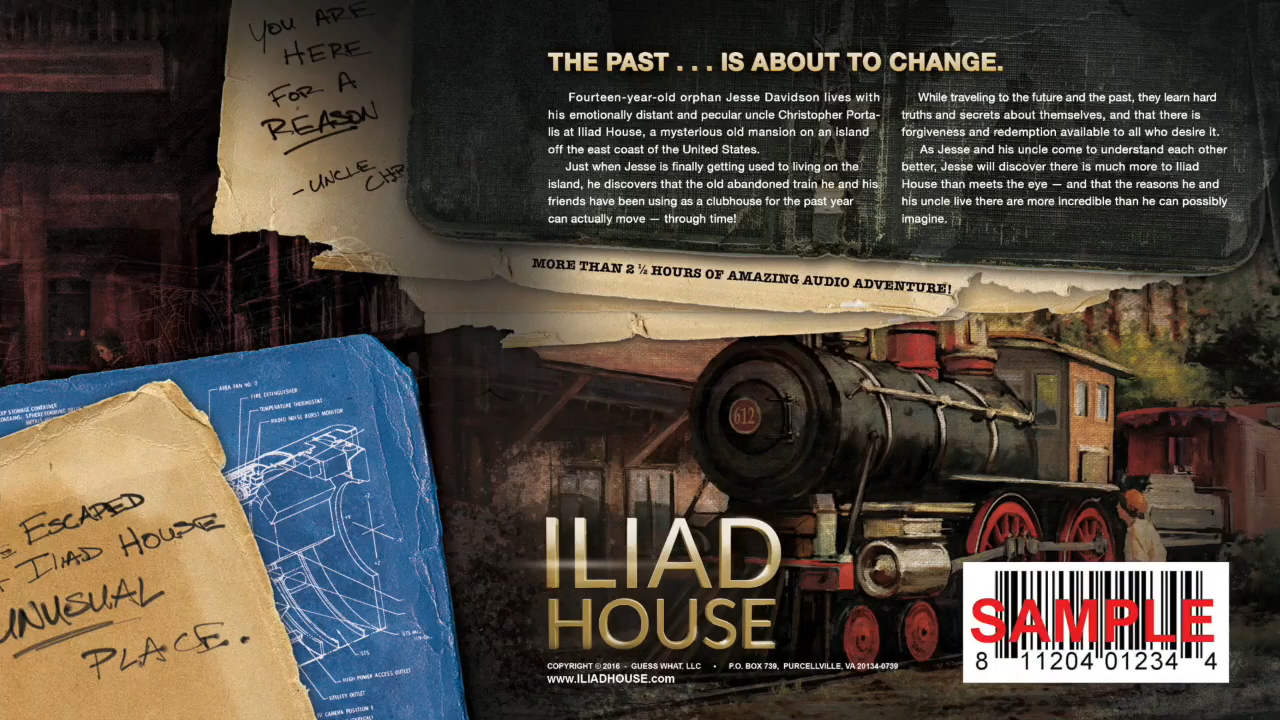 YOU ARE
HERE
FOR A
REASON
- UNCLE
CHR
THE PAST . . . IS ABOUT TO CHANGE.
Fourteen-year-old orphan Jesse Davidson lives with
his emotionally distant and pecular uncle Christopher Porta-
lis at Iliad House, a mysterious old mansion on an island
off the east coast of the United States.
Just when Jesse is finally getting used to living on the
island, he discovers that the old abandoned train he and his
friends have been using as a clubhouse for the past year
can actually move — through time!
While traveling to the future and the past, they learn hard
truths and secrets about themselves, and that there is
forgiveness and redemption available to all who desire it.
As Jesse and his uncle come to understand each other
better, Jesse will discover there is much more to Iliad
House than meets the eye — and that the reasons he and
his uncle live there are more incredible than he can possibly
imagine.
MORE THAN 2 ½ HOURS OF AMAZING AUDIO ADVENTURE!
AREA FAN NO. 2
FIRE EXTINGUISHER
TEMPERATURE THERMOSTAT
RADIO NOISE BURST MONITOR
STORAGE CONTAINER
ESCAPED
ILIAD HOUSE
UNUSUAL
PLACE.
STS
HIGH POWER ACCESS OUTLET
UTILITY OUTLET
CAMERA POSITION 1
612
ILIAD
HOUSE
COPYRIGHT © 2016 - GUESS WHAT, LLC • P.O. BOX 739, PURCELLVILLE, VA 20134-0739
www.ILIADHOUSE.com
SAMPLE
8 11204 01234 4